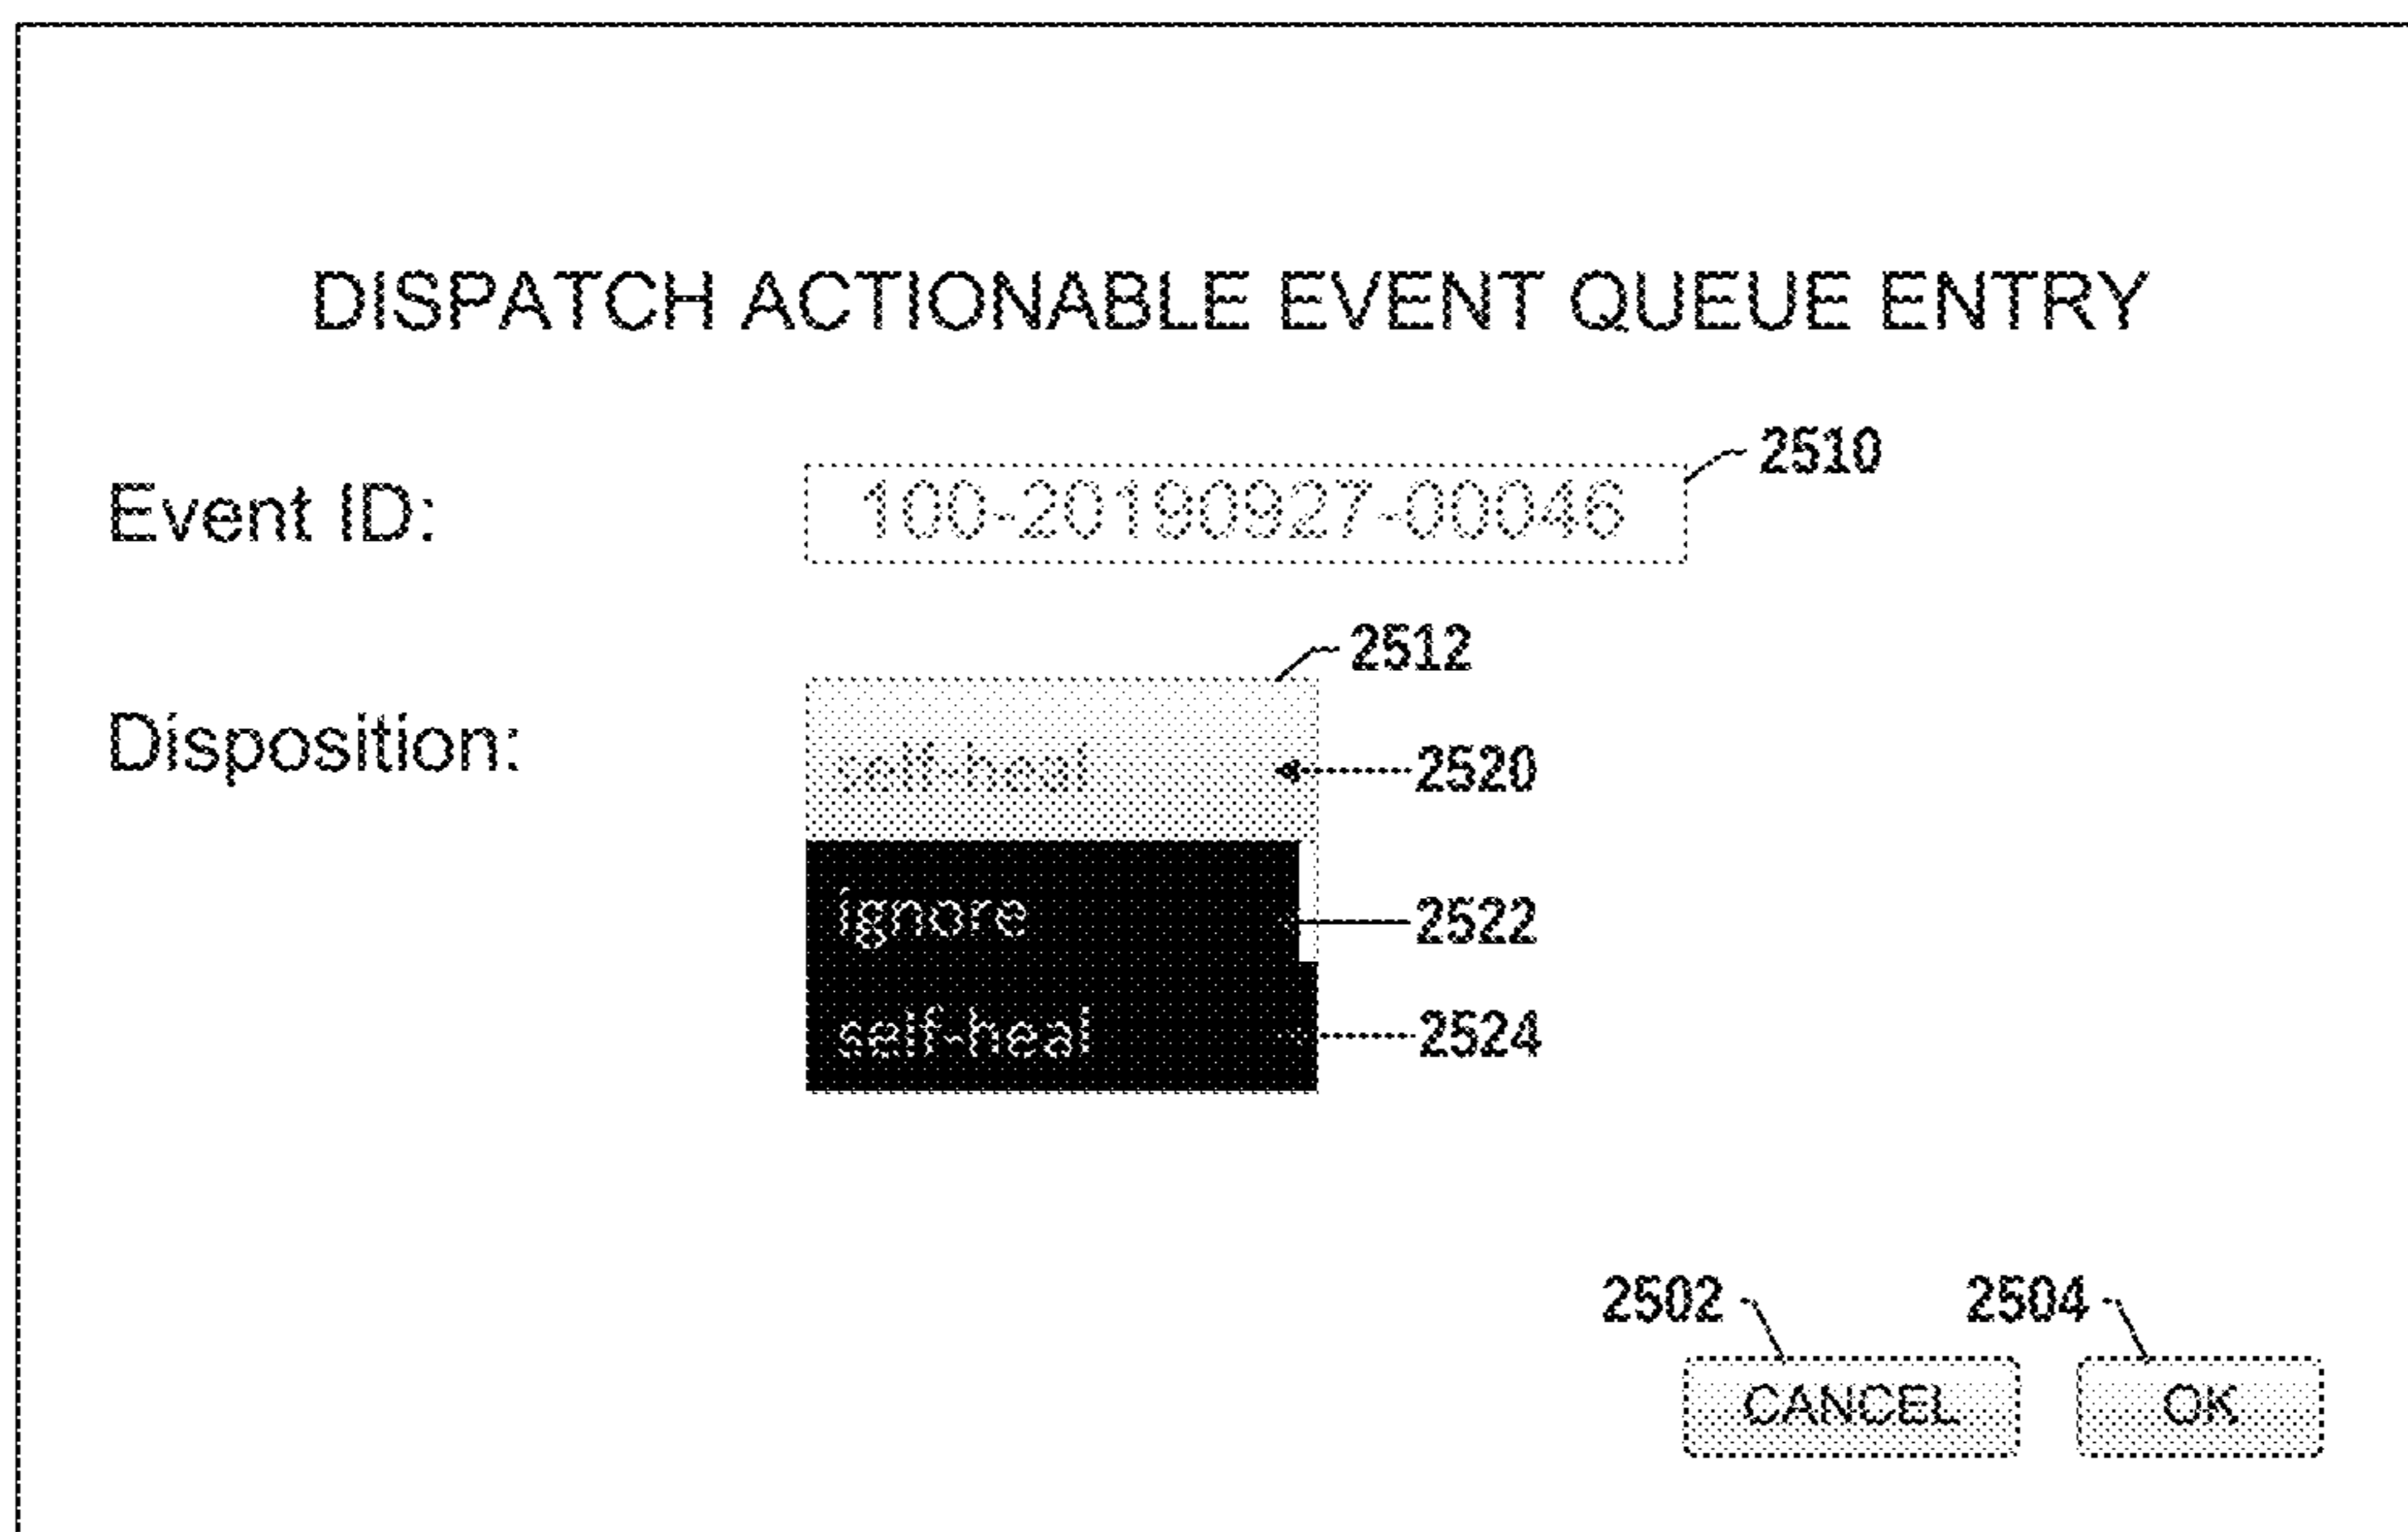 DISPATCH ACTIONABLE EVENT QUEUE ENTRY
2510
Event ID: 100-20190927-00046
2512
Disposition: self-heal 2520
ignore 2522
self-heal 2524
2502 2504
CANCEL OK